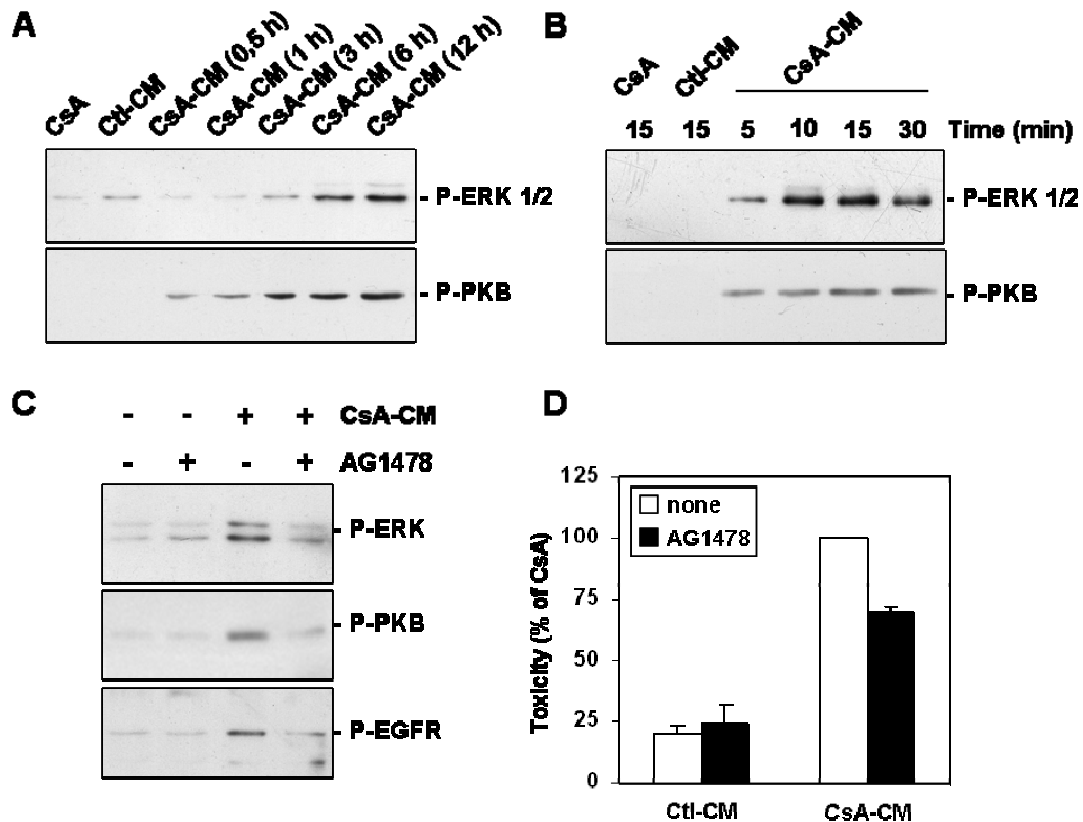 A
CsA
Ctl-CM
CsA-CM (0,5 h)
CsA-CM (1 h)
CsA-CM (3 h)
CsA-CM (6 h)
CsA-CM (12 h)
- P-ERK 1/2
- P-PKB
B
CsA
Ctl-CM
CsA-CM
15 15 5 10 15 30 Time (min)
- P-ERK 1/2
- P-PKB
C
- - + + CsA-CM
- + - + AG1478
- P-ERK
- P-PKB
- P-EGFR
D
Toxicity (% of CsA)
125
100
75
50
25
0
none
AG1478
Ctl-CM CsA-CM